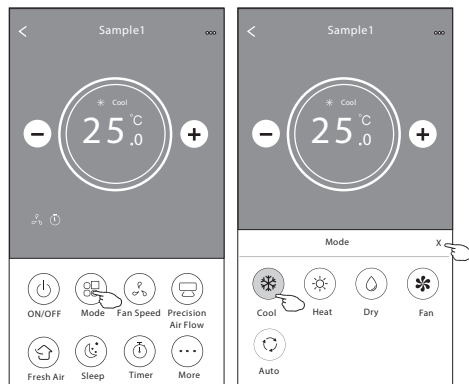 Sample1
Cool
25.0 °C
ON/OFF
Mode
Fan Speed
Precision
Air Flow
Fresh Air
Sleep
Timer
More
Sample1
Cool
25.0 °C
Mode
X
Cool
Heat
Dry
Fan
Auto